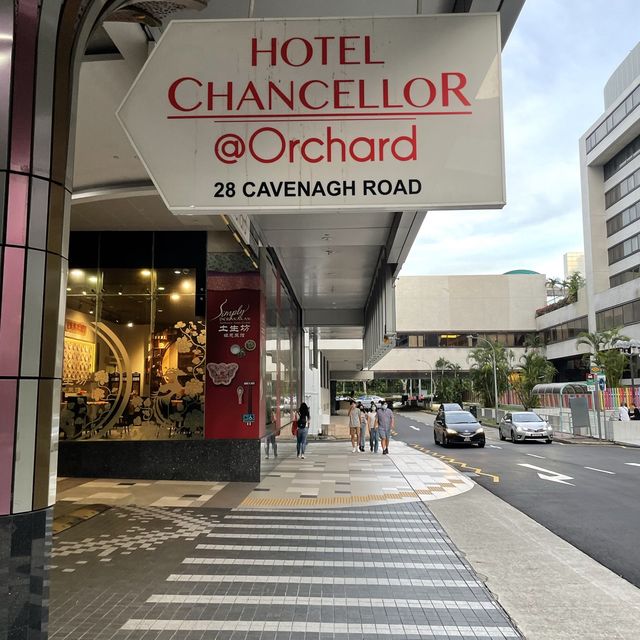 HOTEL
CHANCELLOR
@Orchard
28 CAVENAGH ROAD
Simply
土生坊